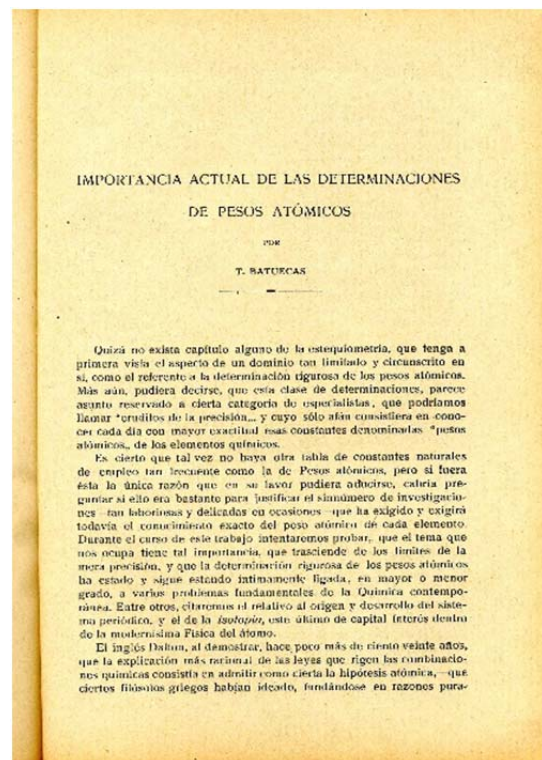 IMPORTANCIA ACTUAL DE LAS DETERMINACIONES
DE PESOS ATÓMICOS
POR
T. BATUECAS
Quizá no exista capítulo alguno de la estequiometría, que tenga a
primera vista el aspecto de un dominio tan limitado y circunscrito en
sí, como el referente a la determinación rigurosa de los pesos atómicos.
Más aún, pudiera decirse, que esta clase de determinaciones, parece
asunto reservado a cierta categoría de especialistas, que podríamos
llamar "eruditos de la precisión„, y cuyo sólo afán consistiera en cono-
cer cada día con mayor exactitud esas constantes denominadas "pesos
atómicos„ de los elementos químicos.
Es cierto que tal vez no haya otra tabla de constantes naturales
de empleo tan frecuente como la de Pesos atómicos, pero si fuera
ésta la única razón que en su favor pudiera aducirse, cabría pre-
guntar si ello era bastante para justificar el sinnúmero de investigacio-
nes—tan laboriosas y delicadas en ocasiones—que ha exigido y exigirá
todavía el conocimiento exacto del peso atómico de cada elemento.
Durante el curso de este trabajo intentaremos probar, que el tema que
nos ocupa tiene tal importancia, que trasciende de los límites de la
mera precisión, y que la determinación rigurosa de los pesos atómicos
ha estado y sigue estando íntimamente ligada, en mayor o menor
grado, a varios problemas fundamentales de la Química contempo-
ránea. Entre otros, citaremos el relativo al origen y desarrollo del siste-
ma periódico, y el de la isotopía, este último de capital interés dentro
de la modernísima Física del átomo.
El inglés Dalton, al demostrar, hace poco más de ciento veinte años,
que la explicación más racional de las leyes que rigen las combinacio-
nes químicas consistía en admitir como cierta la hipótesis atómica,—que
ciertos filósofos griegos habían ideado, fundándose en razones pura-